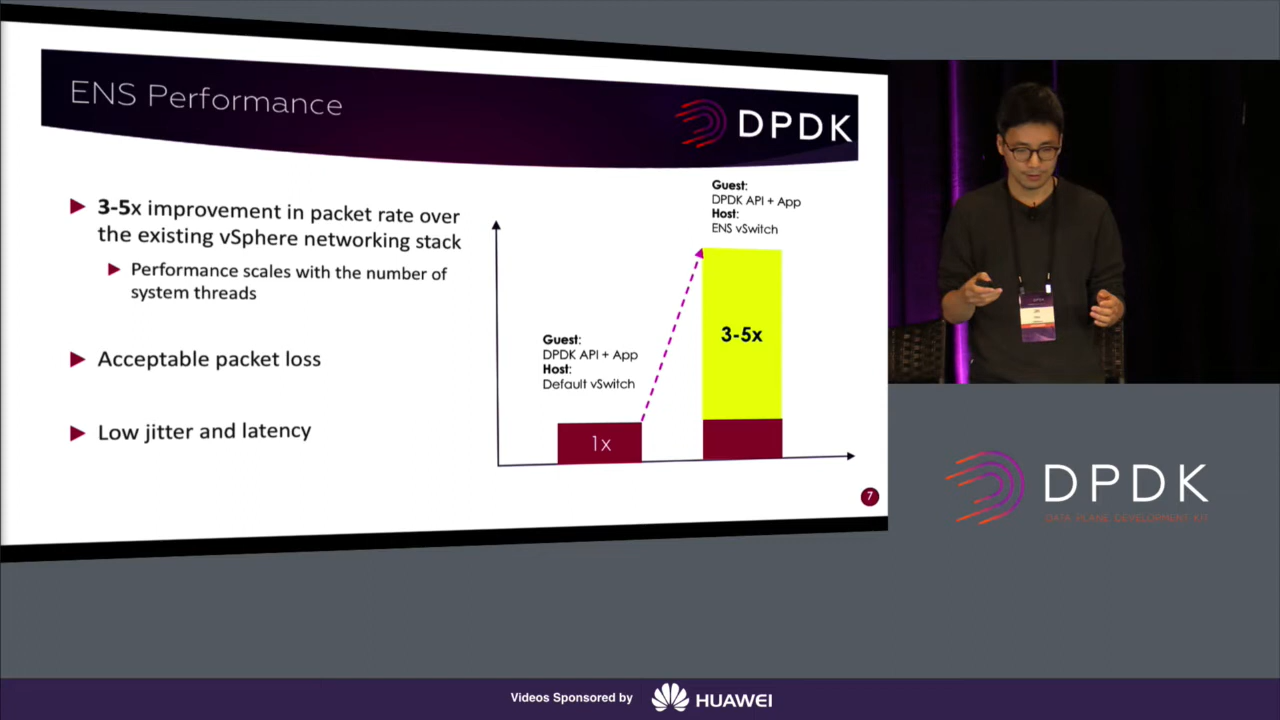 ENS Performance
DPDK
3-5x improvement in packet rate over
the existing vSphere networking stack
Performance scales with the number of
system threads
Acceptable packet loss
Low jitter and latency
Guest:
DPDK API + App
Host:
Default vSwitch
1x
Guest:
DPDK API + App
Host:
ENS vSwitch
3-5x
7
DPDK
DATA PLANE DEVELOPMENT KIT
Videos Sponsored by
HUAWEI